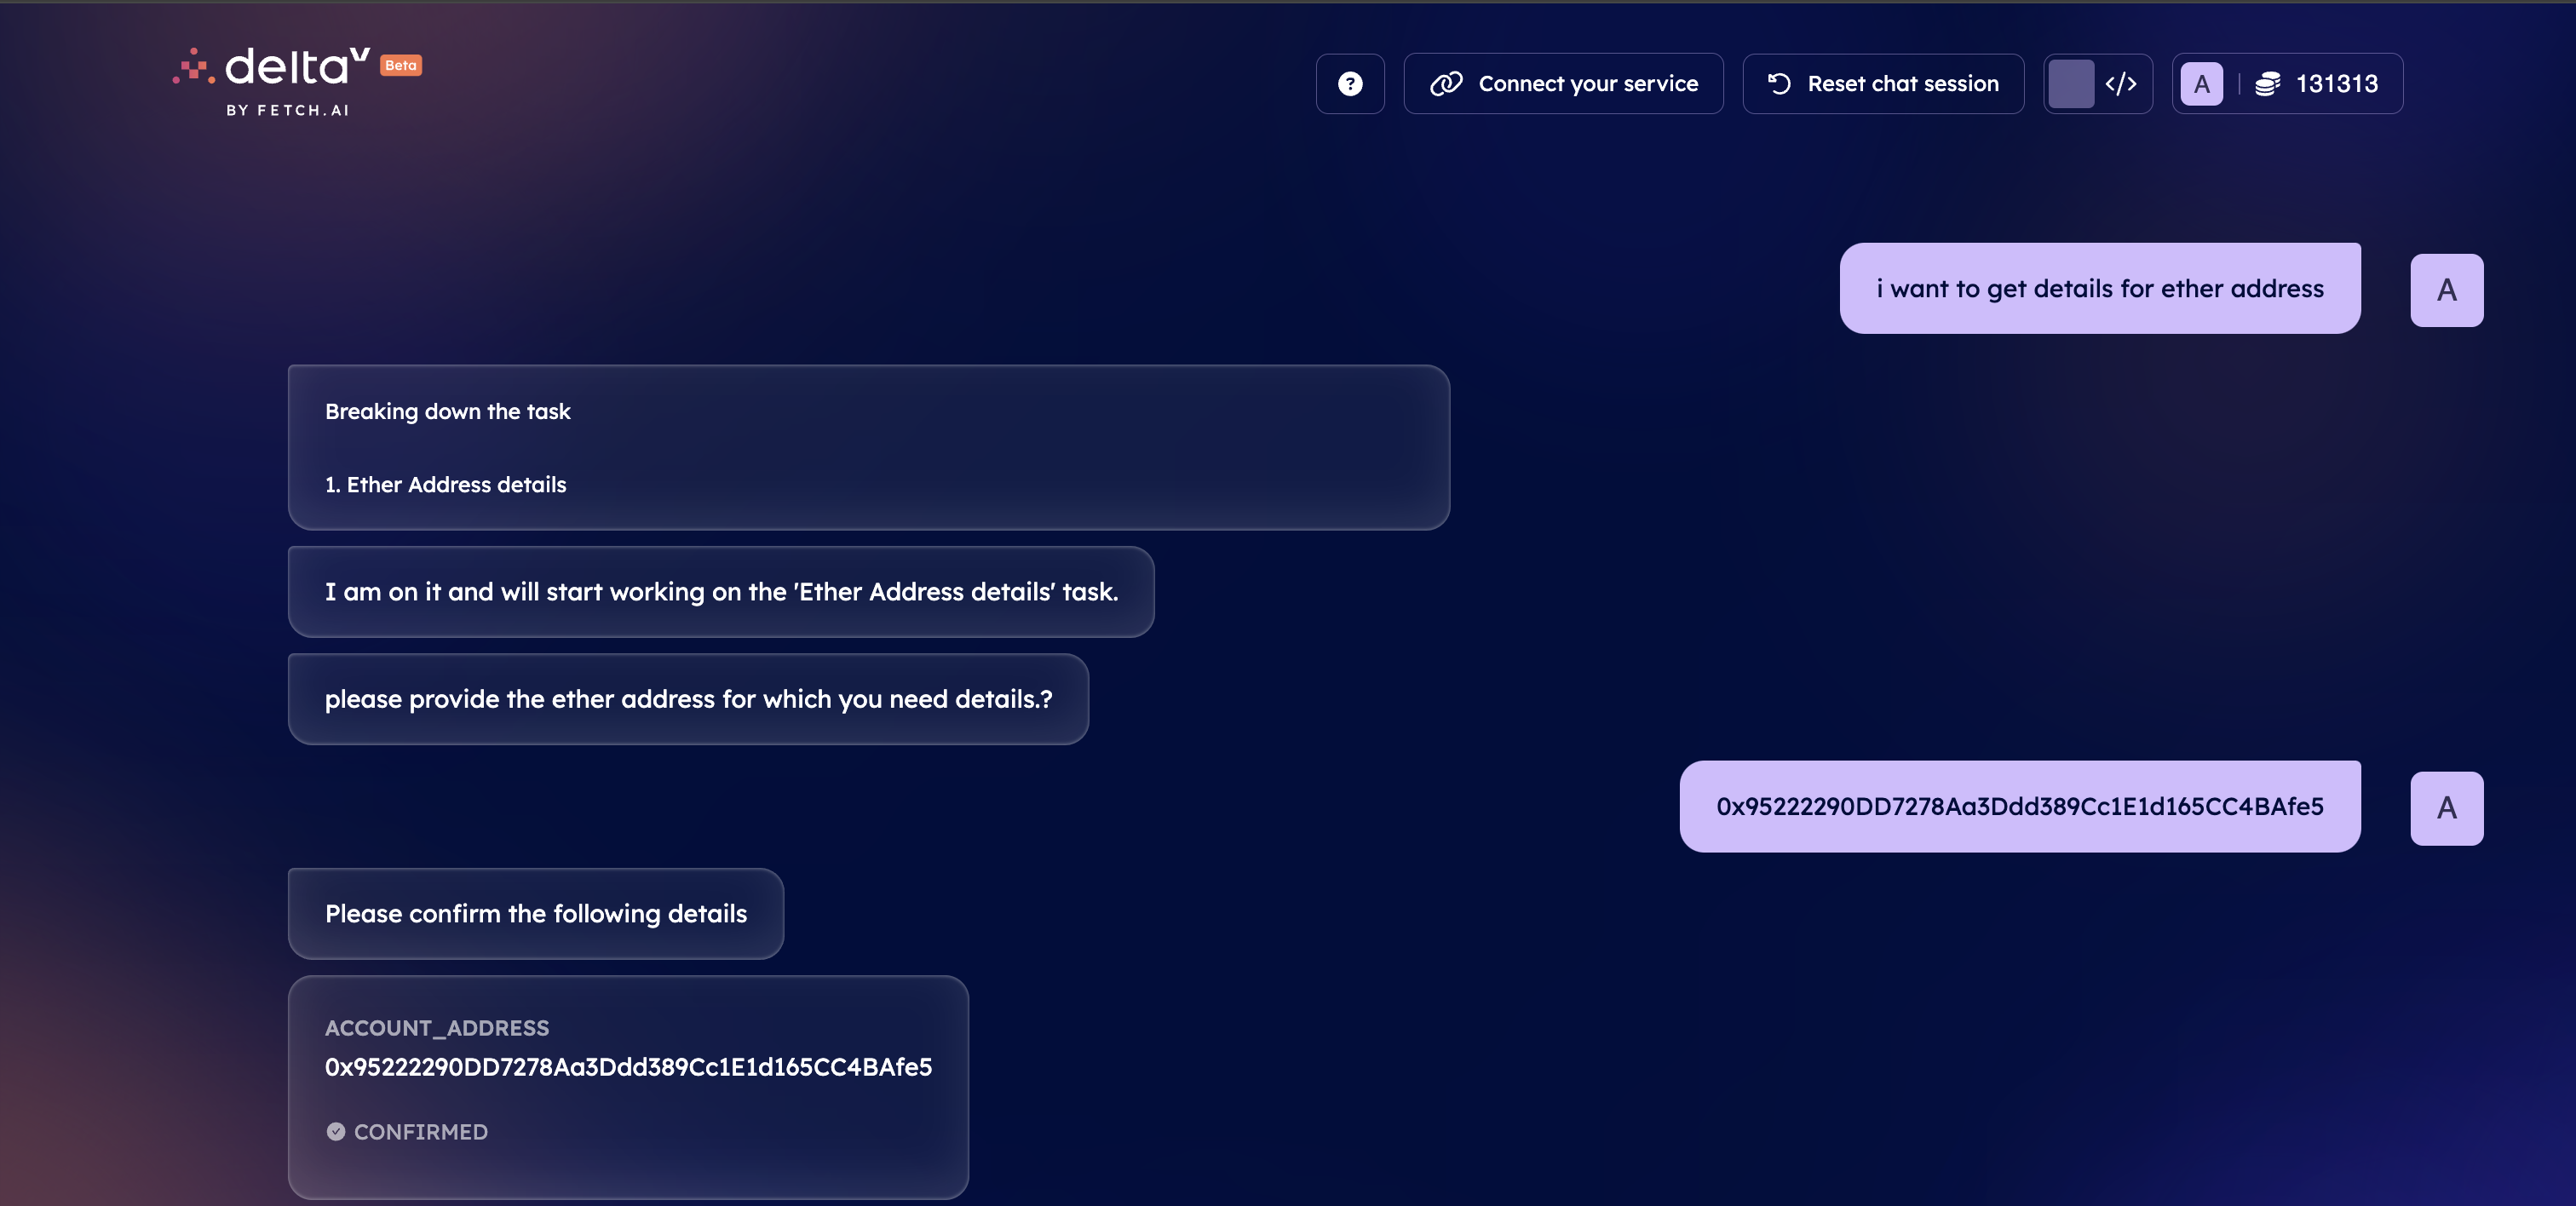 delta v Beta
BY FETCH.AI
? Connect your service Reset chat session </> A 131313
i want to get details for ether address
A
Breaking down the task
1. Ether Address details
I am on it and will start working on the 'Ether Address details' task.
please provide the ether address for which you need details.?
0x95222290DD7278Aa3Ddd389Cc1E1d165CC4BAfe5
A
Please confirm the following details
ACCOUNT_ADDRESS
0x95222290DD7278Aa3Ddd389Cc1E1d165CC4BAfe5
CONFIRMED